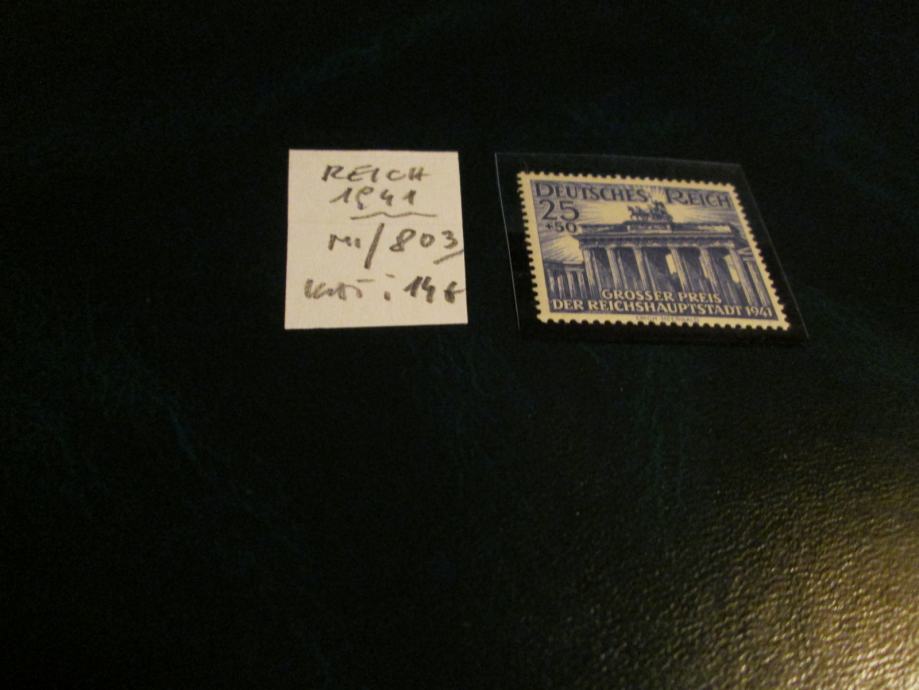 REICH
1941
Mi/803
Kat: 14€
DEUTSCHES REICH
25
+50
GROSSER PREIS
DER REICHSHAUPTSTADT 1941